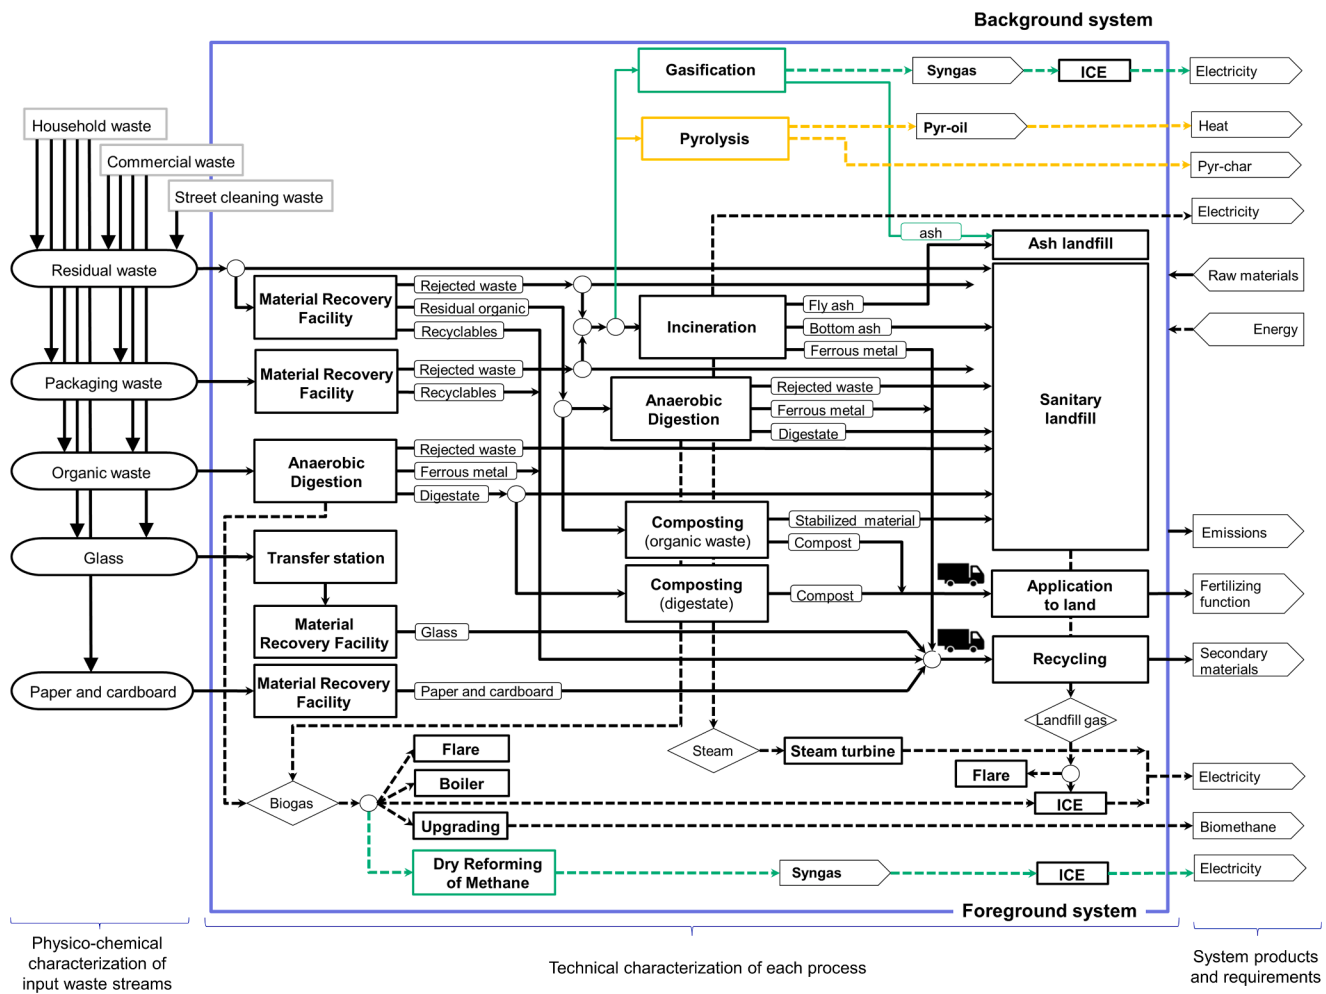 Background system
Gasification
Syngas
ICE
Electricity
Household waste
Pyrolysis
Pyr-oil
Heat
Commercial waste
Pyr-char
Street cleaning waste
Electricity
ash
Ash landfill
Residual waste
Raw materials
Material Recovery
Facility
Rejected waste
Residual organic
Recyclables
Incineration
Fly ash
Bottom ash
Ferrous metal
Energy
Packaging waste
Material Recovery
Facility
Rejected waste
Recyclables
Anaerobic
Digestion
Rejected waste
Ferrous metal
Digestate
Sanitary
landfill
Organic waste
Anaerobic
Digestion
Rejected waste
Ferrous metal
Digestate
Composting
(organic waste)
Stabilized material
Compost
Emissions
Glass
Transfer station
Composting
(digestate)
Compost
Application
to land
Fertilizing
function
Material
Recovery Facility
Glass
Recycling
Secondary
materials
Paper and cardboard
Material Recovery
Facility
Paper and cardboard
Landfill gas
Flare
Steam
Steam turbine
Boiler
Flare
Electricity
Biogas
ICE
Upgrading
Biomethane
Dry Reforming
of Methane
Syngas
ICE
Electricity
Foreground system
Physico-chemical
characterization of
input waste streams
Technical characterization of each process
System products
and requirements